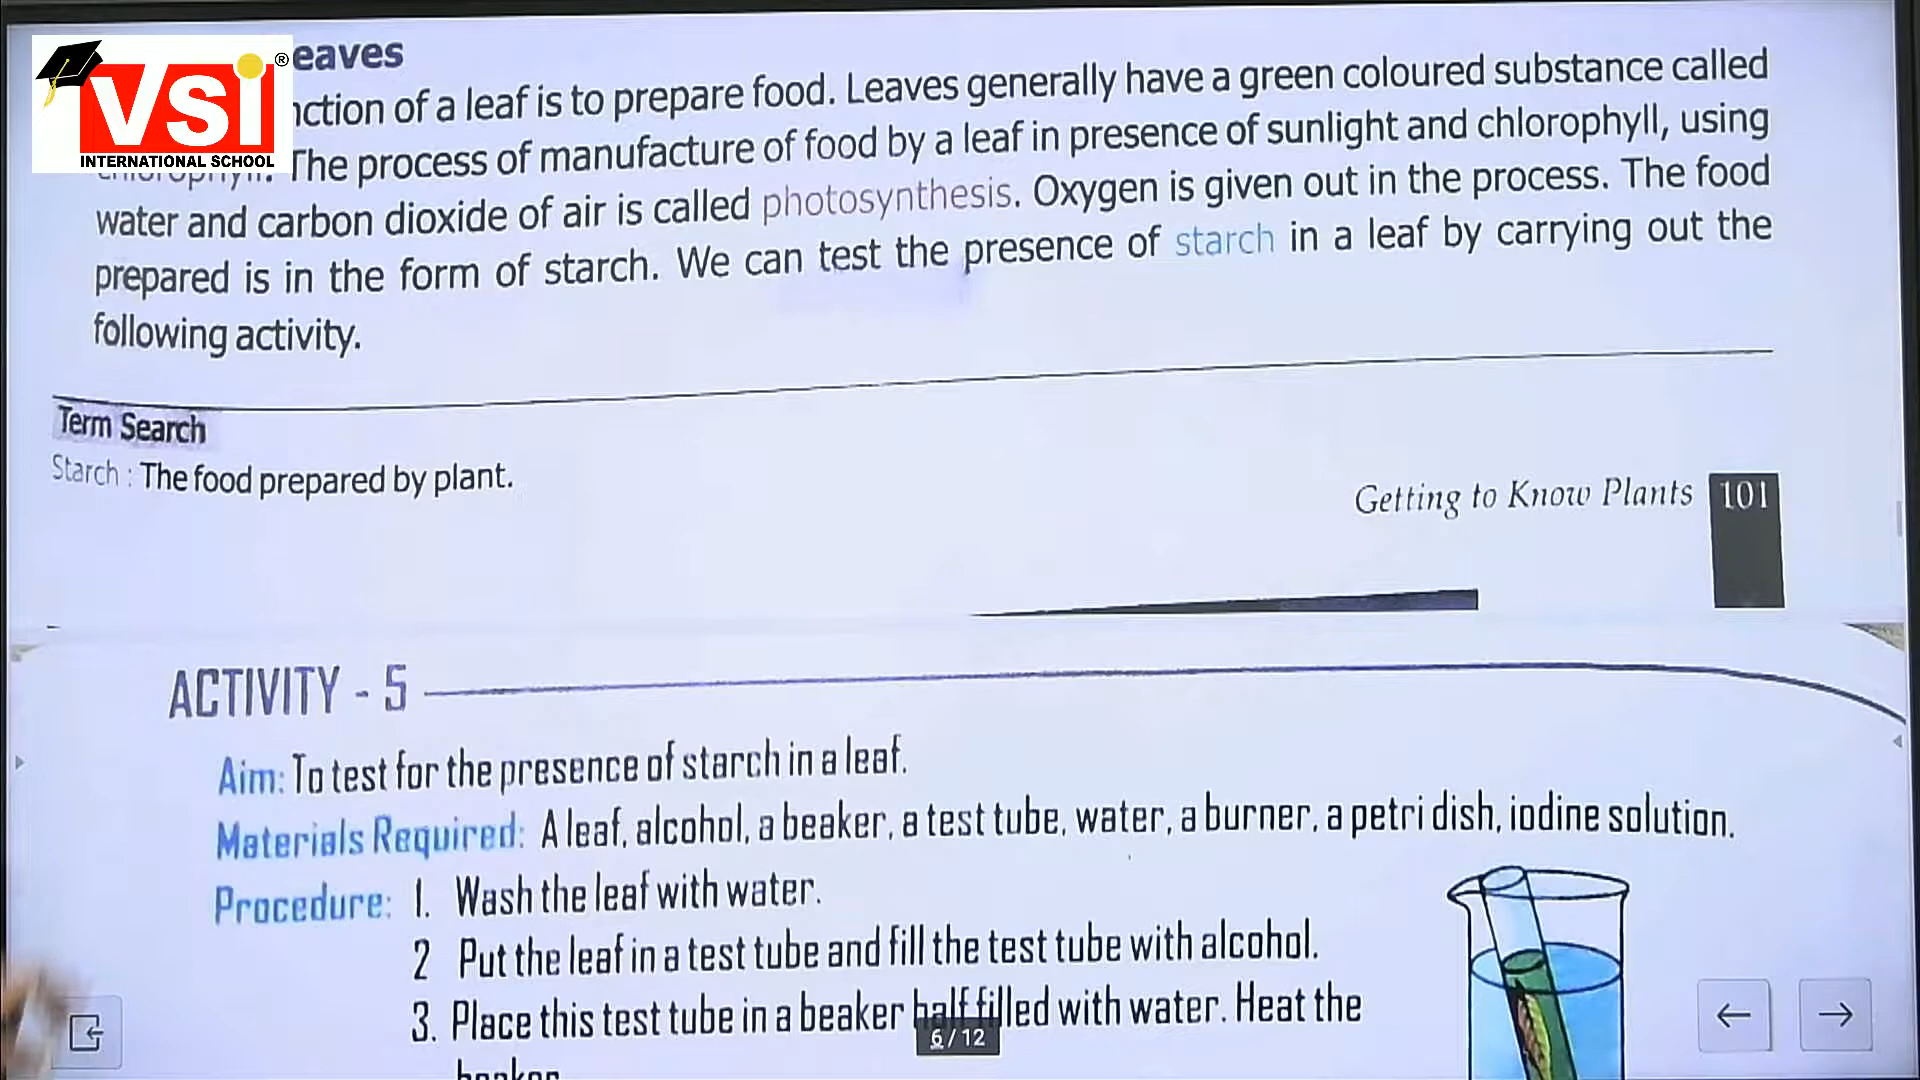 VSI ®
INTERNATIONAL SCHOOL
eaves
nction of a leaf is to prepare food. Leaves generally have a green coloured substance called
chlorophyll. The process of manufacture of food by a leaf in presence of sunlight and chlorophyll, using
water and carbon dioxide of air is called photosynthesis. Oxygen is given out in the process. The food
prepared is in the form of starch. We can test the presence of starch in a leaf by carrying out the
following activity.
Term Search
Starch : The food prepared by plant.
Getting to Know Plants 101
ACTIVITY - 5
Aim: To test for the presence of starch in a leaf.
Materials Required: A leaf, alcohol, a beaker, a test tube, water, a burner, a petri dish, iodine solution.
Procedure: 1. Wash the leaf with water.
2 Put the leaf in a test tube and fill the test tube with alcohol.
3. Place this test tube in a beaker half filled with water. Heat the
beaker
6/12